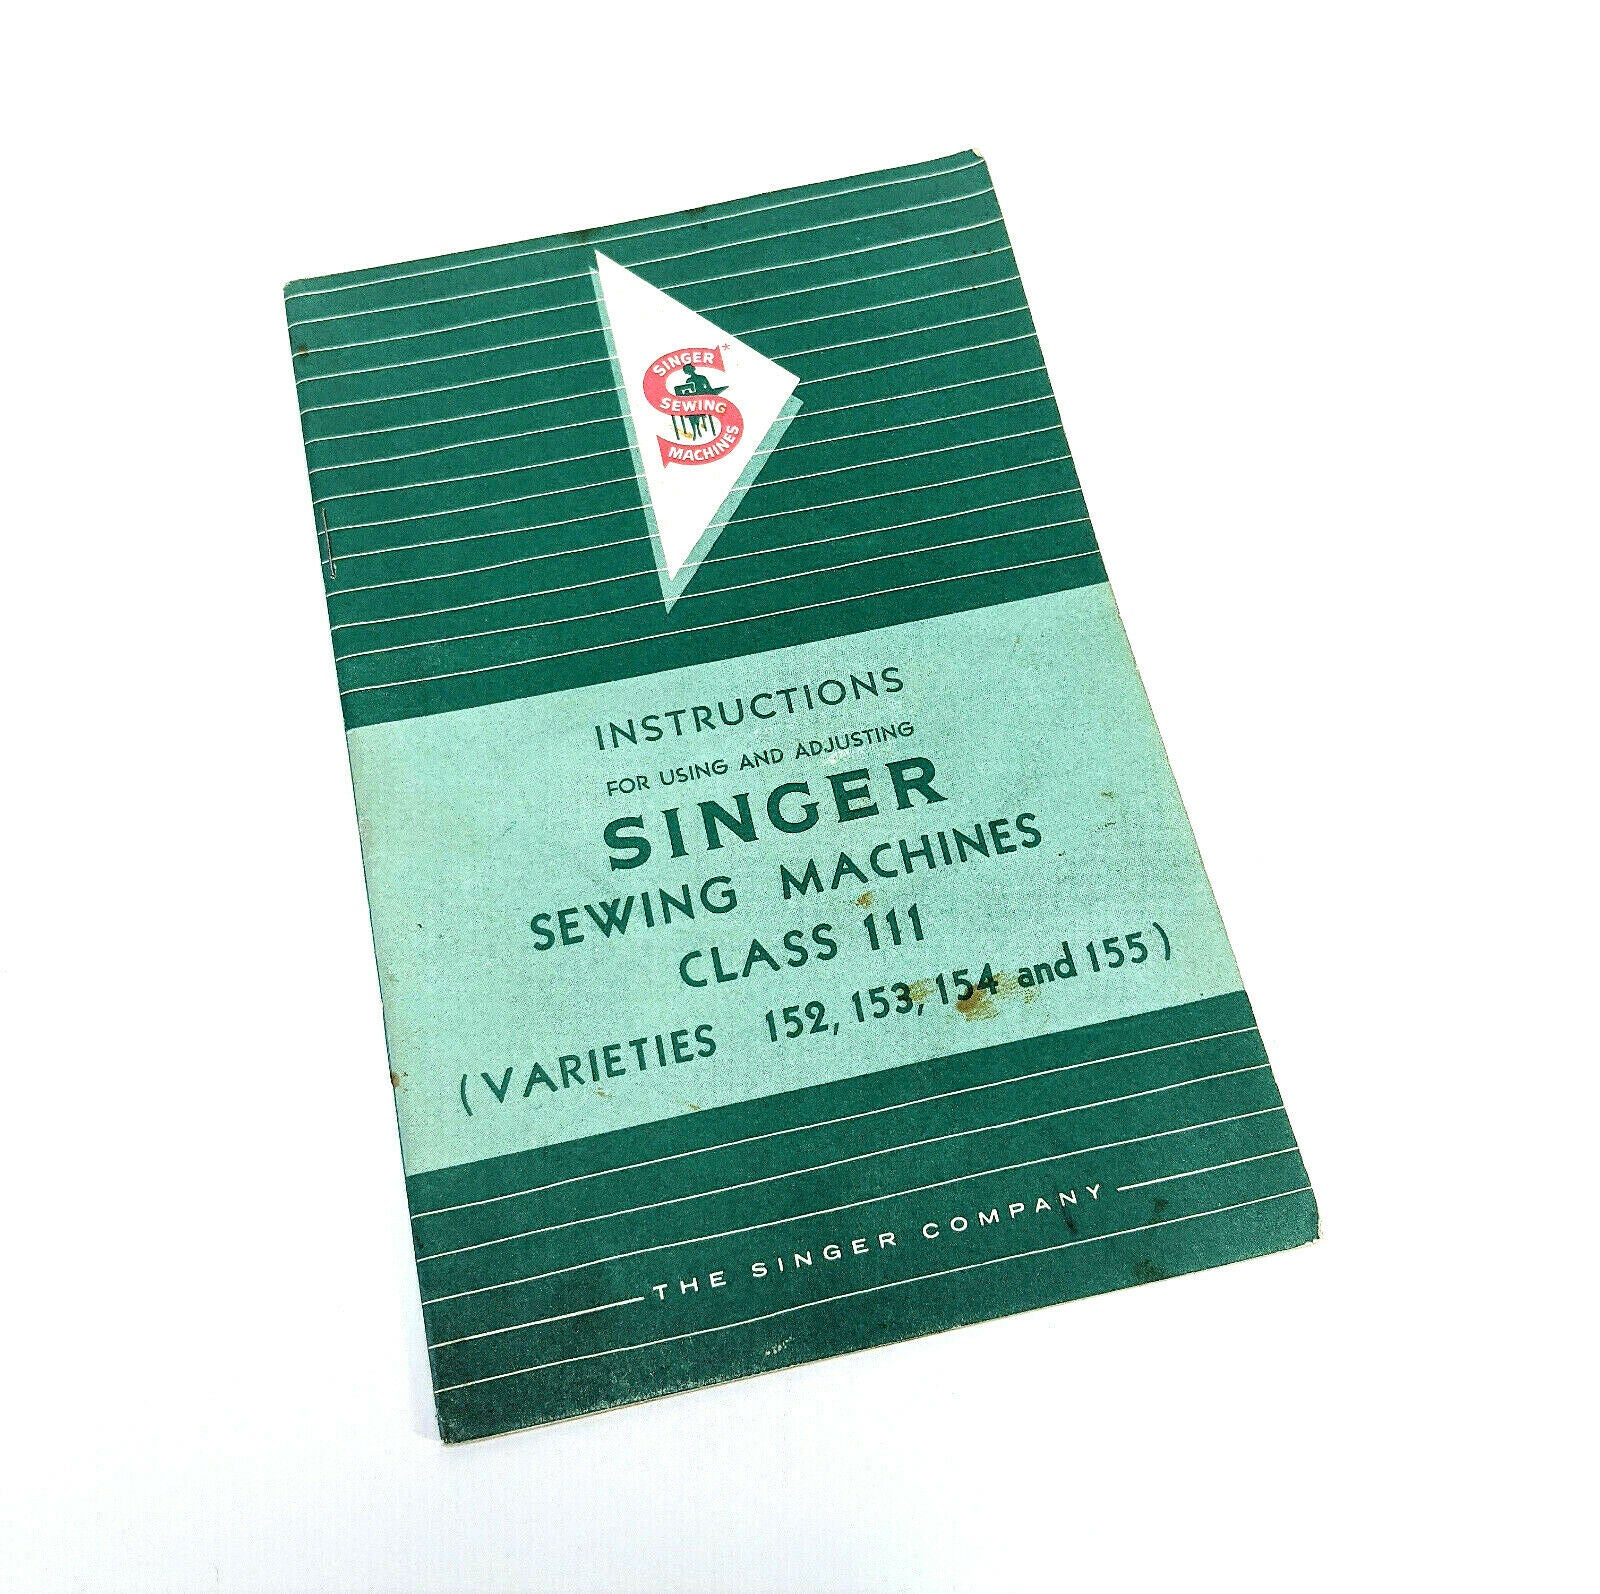 SINGER*
SEWING
MACHINES
INSTRUCTIONS
FOR USING AND ADJUSTING
SINGER
SEWING MACHINES
CLASS 111
(VARIETIES 152, 153, 154 and 155)
THE SINGER COMPANY